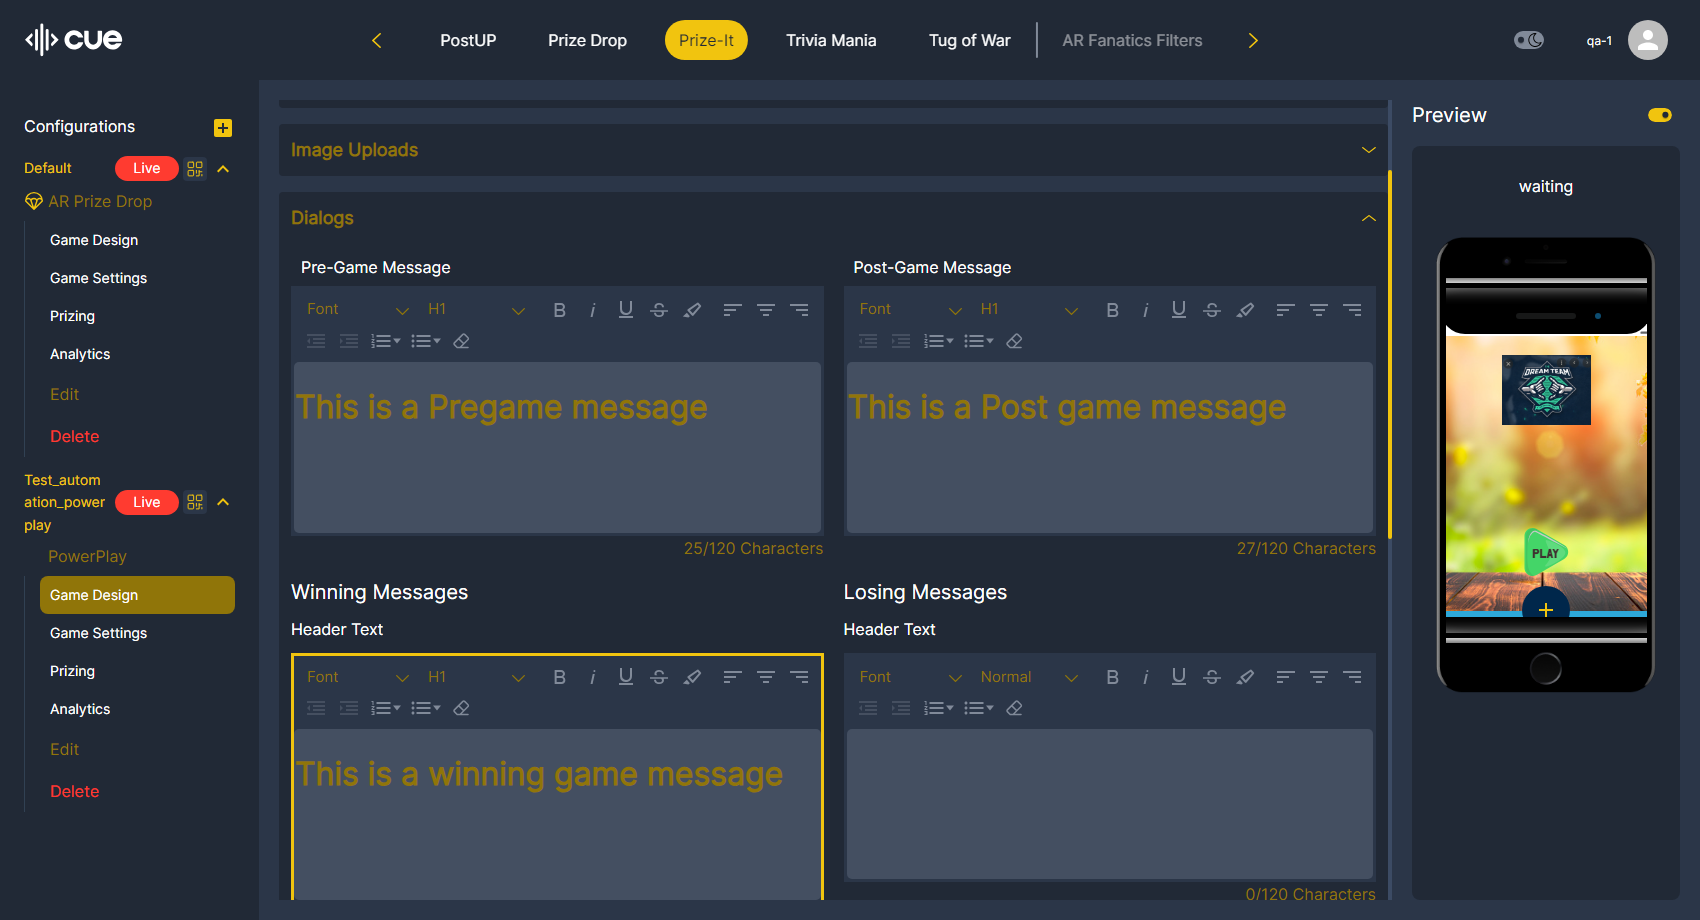 cue
PostUP
Prize Drop
Prize-It
Trivia Mania
Tug of War
AR Fanatics Filters
qa-1
Configurations
Default
Live
AR Prize Drop
Game Design
Game Settings
Prizing
Analytics
Edit
Delete
Test_autom
ation_power
play
Live
PowerPlay
Game Design
Game Settings
Prizing
Analytics
Edit
Delete
Image Uploads
Dialogs
Pre-Game Message
Font H1
This is a Pregame message
25/120 Characters
Post-Game Message
Font H1
This is a Post game message
27/120 Characters
Winning Messages
Header Text
Font H1
This is a winning game message
Losing Messages
Header Text
Font Normal
0/120 Characters
Preview
waiting
DREAM TEAM
PLAY